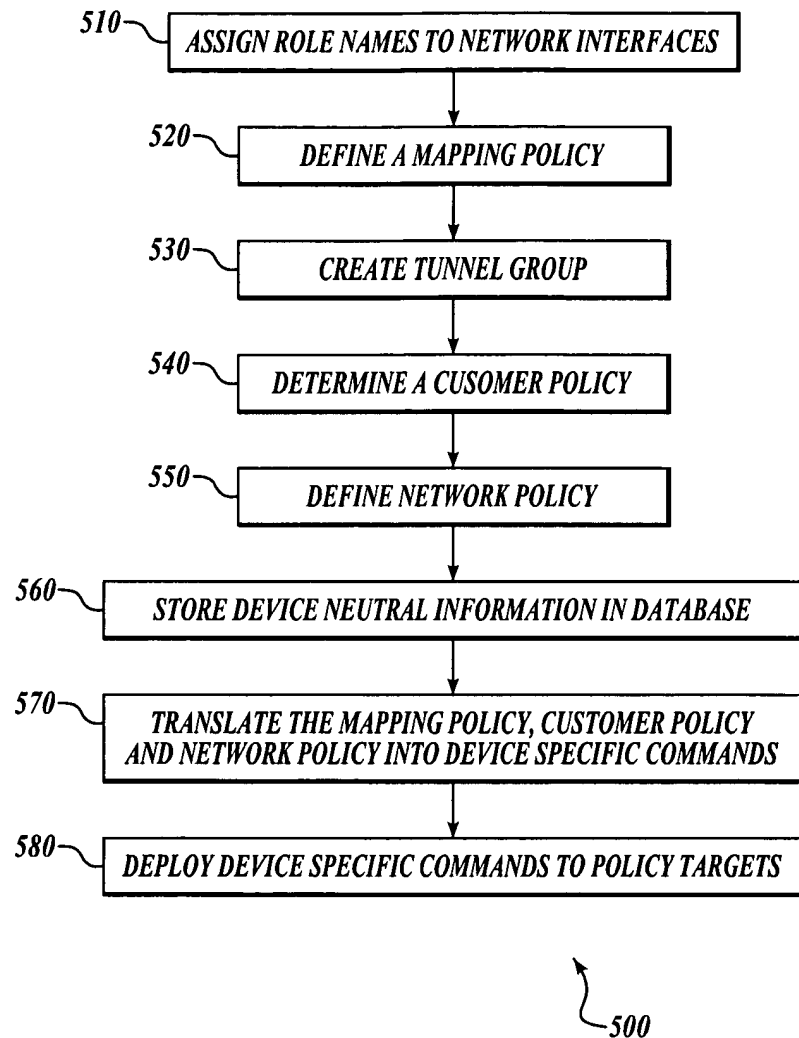 510
ASSIGN ROLE NAMES TO NETWORK INTERFACES
520
DEFINE A MAPPING POLICY
530
CREATE TUNNEL GROUP
540
DETERMINE A CUSOMER POLICY
550
DEFINE NETWORK POLICY
560
STORE DEVICE NEUTRAL INFORMATION IN DATABASE
570
TRANSLATE THE MAPPING POLICY, CUSTOMER POLICY
AND NETWORK POLICY INTO DEVICE SPECIFIC COMMANDS
580
DEPLOY DEVICE SPECIFIC COMMANDS TO POLICY TARGETS
500